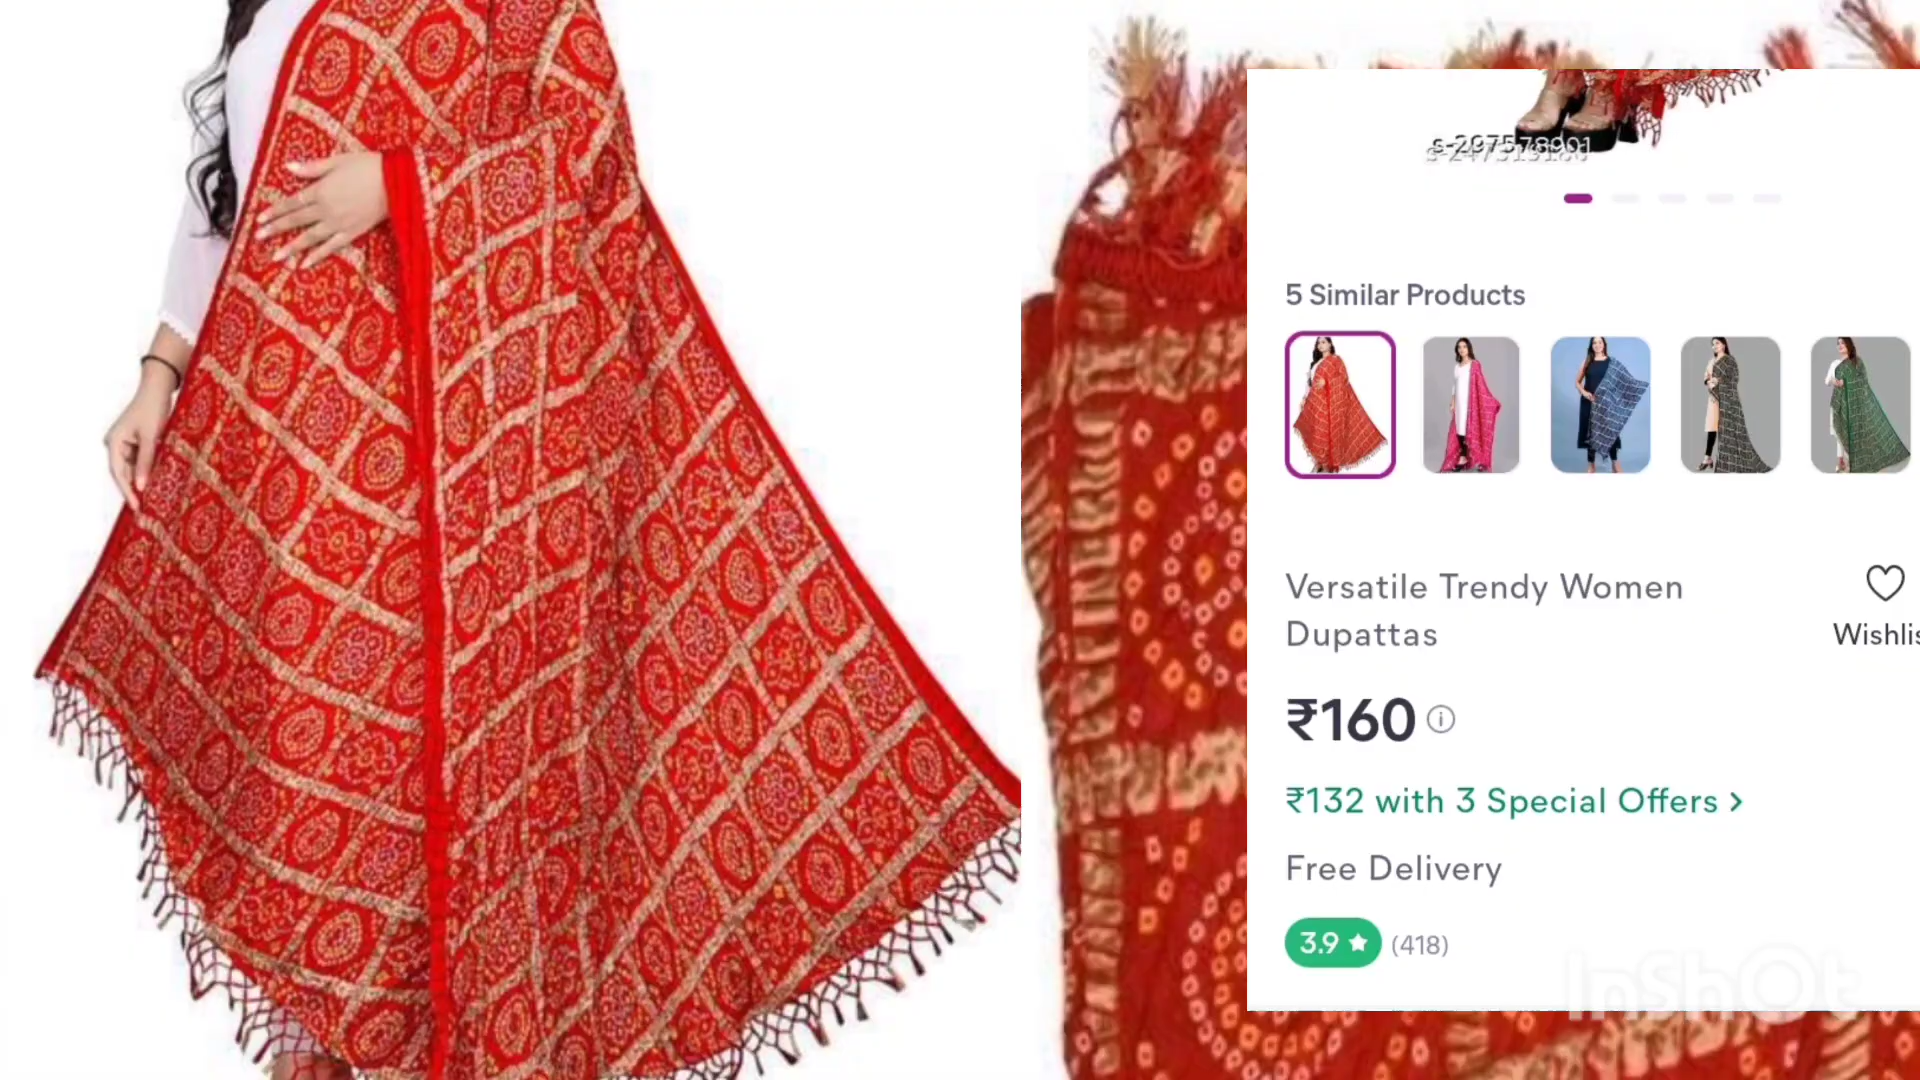 s-297578901
5 Similar Products
Versatile Trendy Women
Dupattas
Wishlis
₹160
₹132 with 3 Special Offers >
Free Delivery
3.9 ★ (418)
InShOt